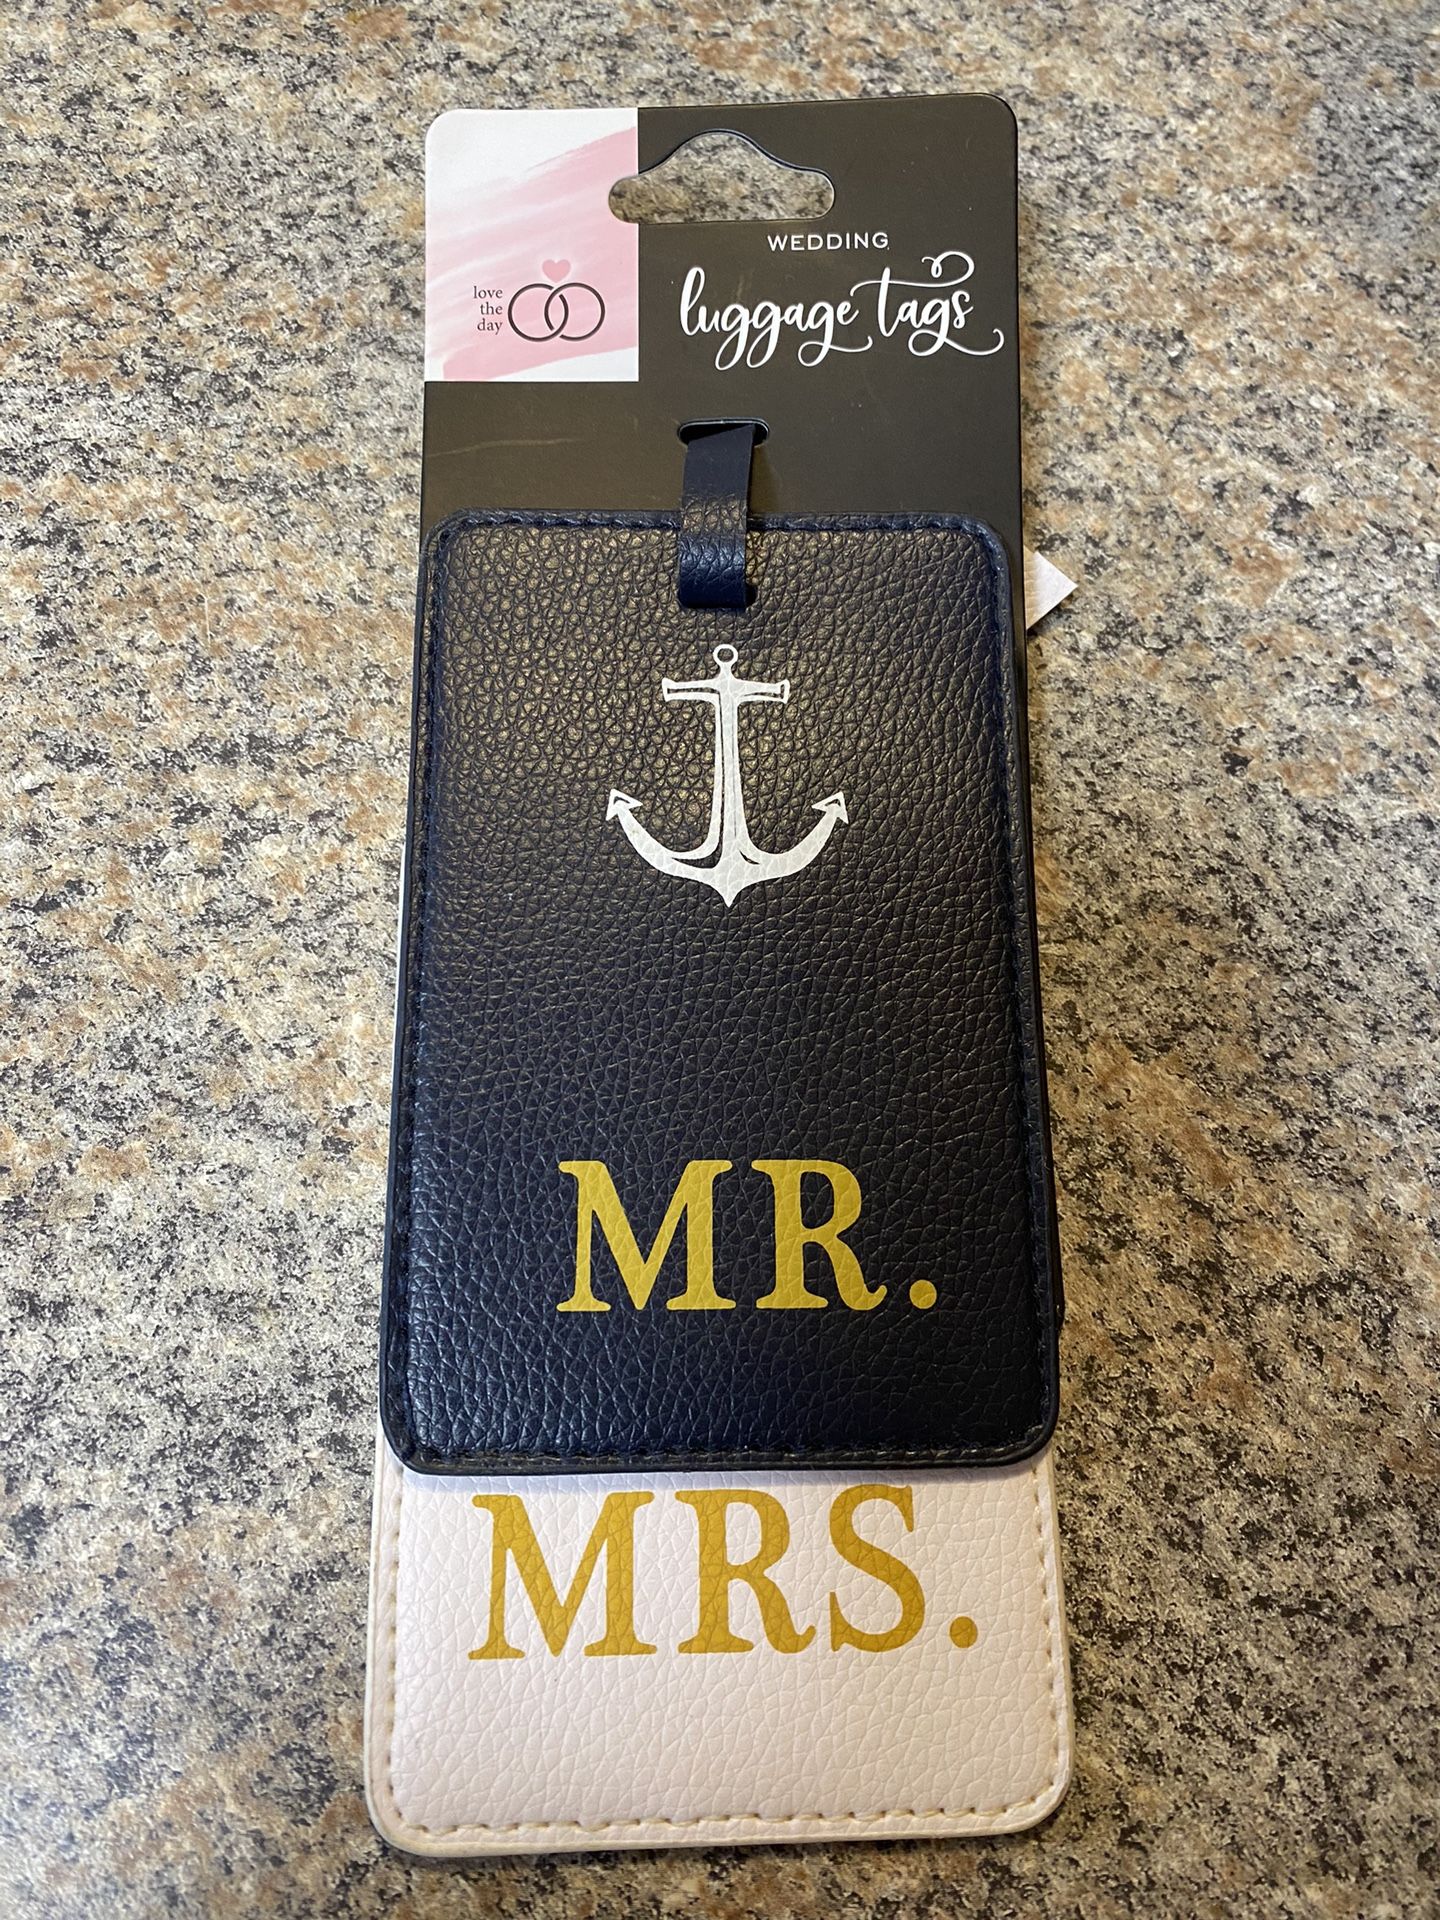 love
the
day
WEDDING
luggage tags
MR.
MRS.